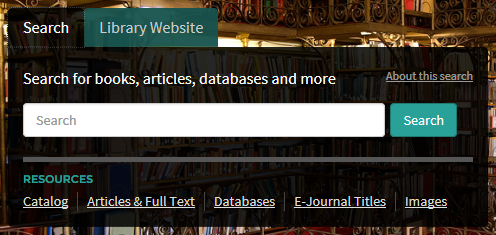 Search Library Website
Search for books, articles, databases and more About this search
Search Search
RESOURCES
Catalog Articles & Full Text Databases E-Journal Titles Images